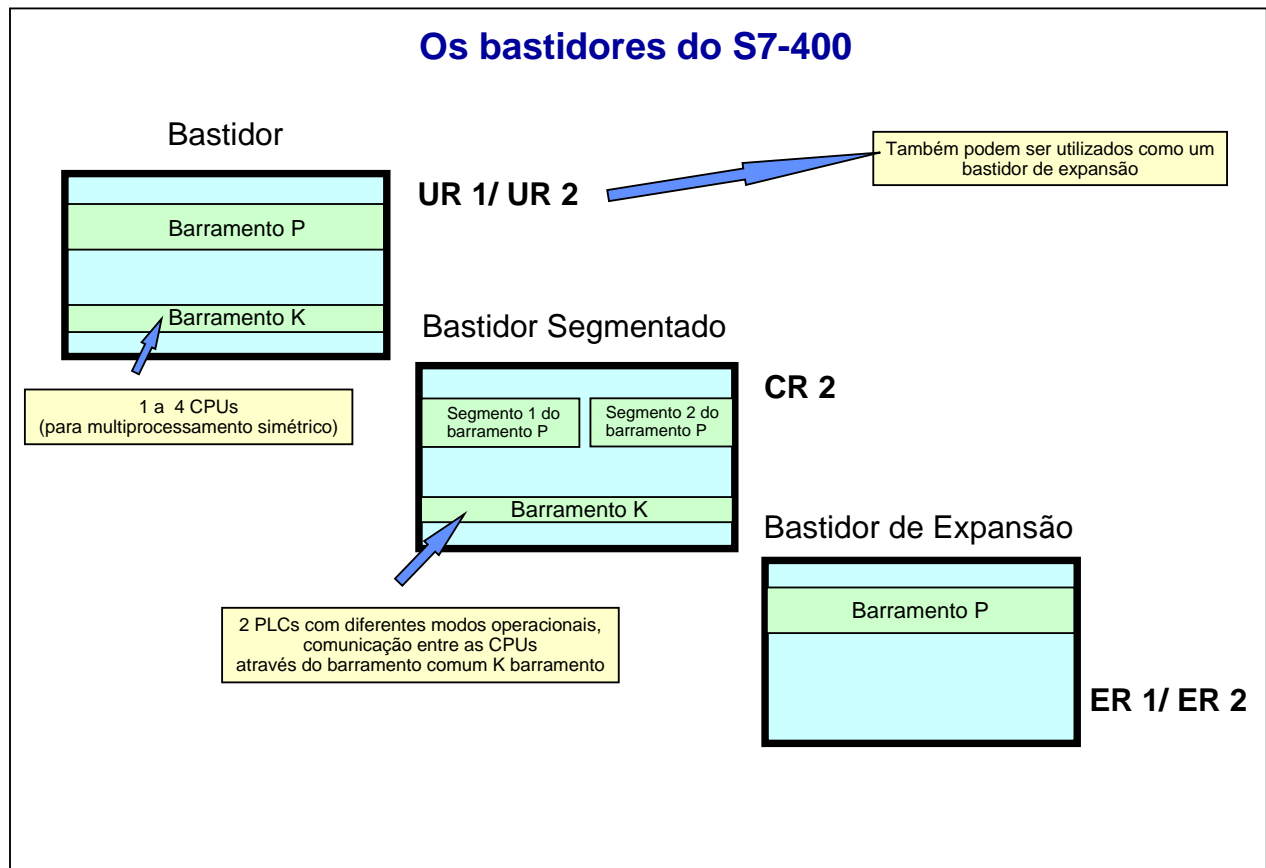 Os bastidores do S7-400
Bastidor
UR 1/ UR 2
Também podem ser utilizados como um
bastidor de expansão
Barramento P
Barramento K
1 a 4 CPUs
(para multiprocessamento simétrico)
Bastidor Segmentado
CR 2
Segmento 1 do
barramento P
Segmento 2 do
barramento P
Barramento K
2 PLCs com diferentes modos operacionais,
comunicação entre as CPUs
através do barramento comum K barramento
Bastidor de Expansão
Barramento P
ER 1/ ER 2